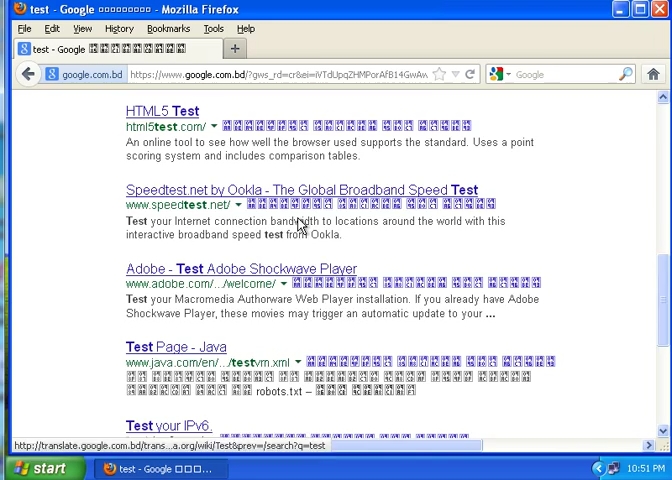 test - Google - Mozilla Firefox
File Edit View History Bookmarks Tools Help
test - Google
google.com.bd https://www.google.com.bd/?gws_rd=cr&ei=iVTdUpqZHMPorAfB14GwAw Google
HTML5 Test
html5test.com/
An online tool to see how well the browser used supports the standard. Uses a point
scoring system and includes comparison tables.
Speedtest.net by Ookla - The Global Broadband Speed Test
www.speedtest.net/
Test your Internet connection bandwidth to locations around the world with this
interactive broadband speed test from Ookla.
Adobe - Test Adobe Shockwave Player
www.adobe.com/.../welcome/
Test your Macromedia Authorware Web Player installation. If you already have Adobe
Shockwave Player, these movies may trigger an automatic update to your ...
Test Page - Java
www.java.com/en/.../testvm.xml
robots.txt –
Test your IPv6.
http://translate.google.com.bd/trans...a.org/wiki/Test&prev=/search?q=test
start test - Google ... 10:51 PM